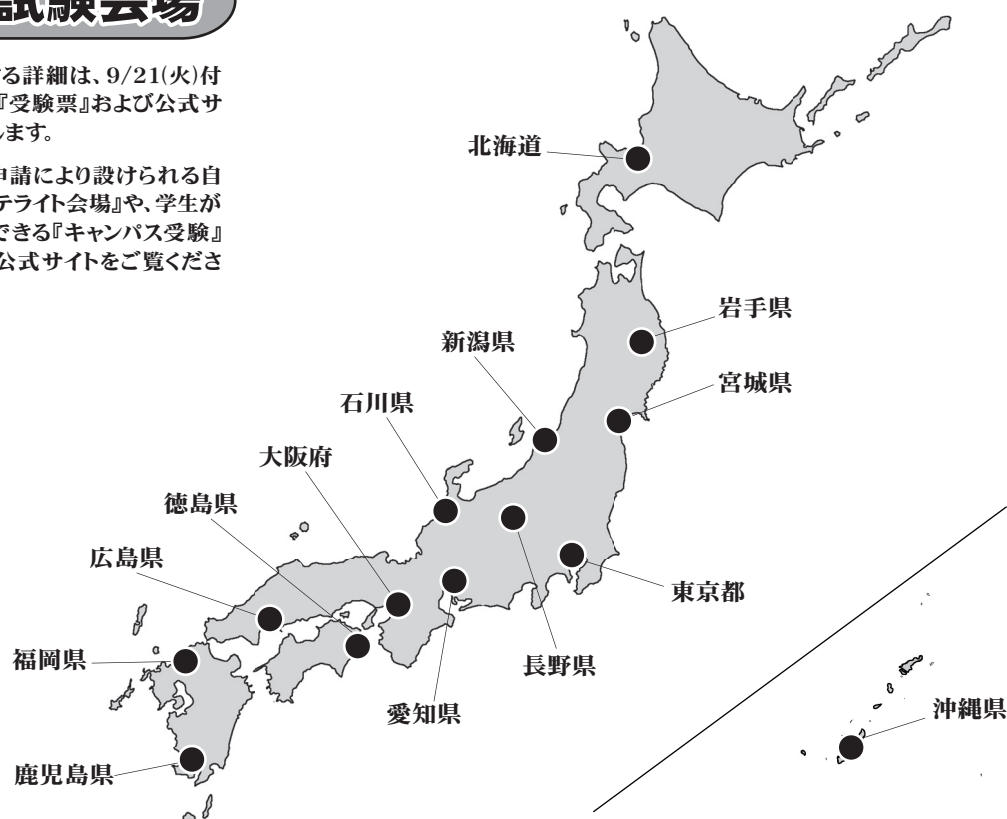 試験会場
る詳細は、9/21(火)付
『受験票』および公式サ
します。
申請により設けられる自
テライト会場』や、学生が
できる『キャンパス受験』
公式サイトをご覧くださ
北海道
岩手県
新潟県
宮城県
石川県
大阪府
徳島県
広島県
東京都
福岡県
長野県
沖縄県
愛知県
鹿児島県